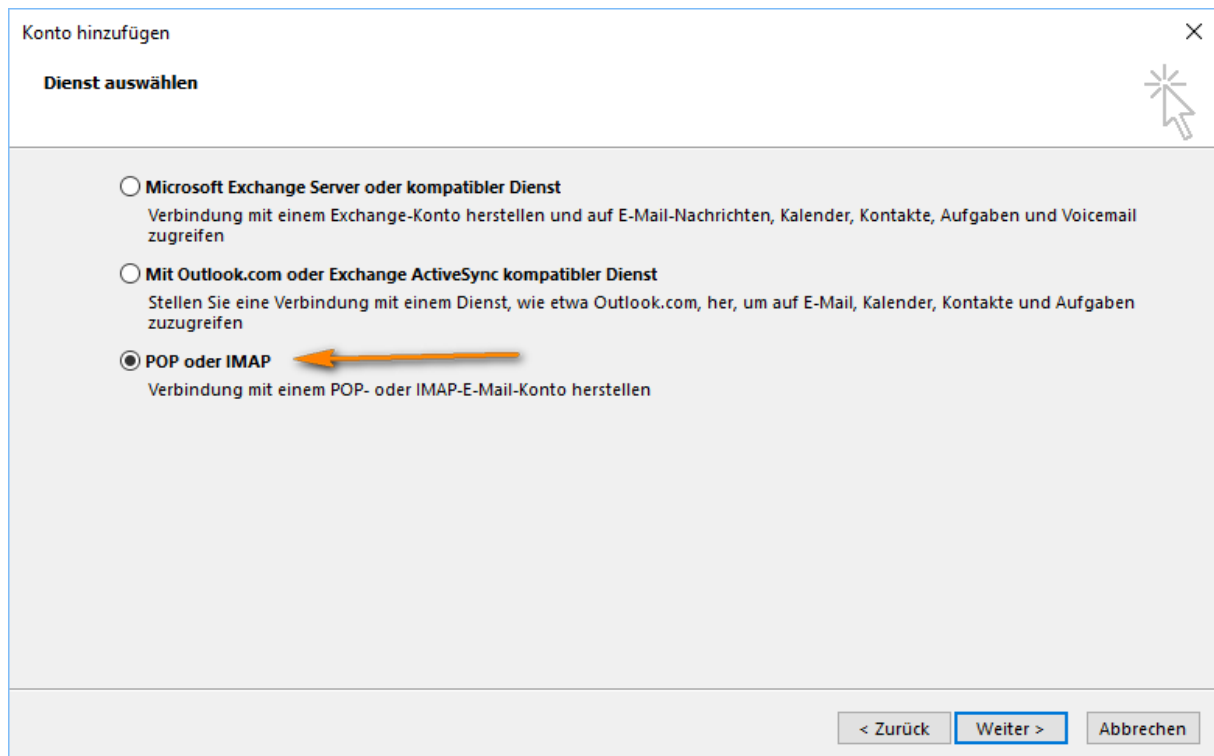 Konto hinzufügen
Dienst auswählen
Microsoft Exchange Server oder kompatibler Dienst
Verbindung mit einem Exchange-Konto herstellen und auf E-Mail-Nachrichten, Kalender, Kontakte, Aufgaben und Voicemail
zugreifen
Mit Outlook.com oder Exchange ActiveSync kompatibler Dienst
Stellen Sie eine Verbindung mit einem Dienst, wie etwa Outlook.com, her, um auf E-Mail, Kalender, Kontakte und Aufgaben
zuzugreifen
POP oder IMAP
Verbindung mit einem POP- oder IMAP-E-Mail-Konto herstellen
< Zurück Weiter > Abbrechen